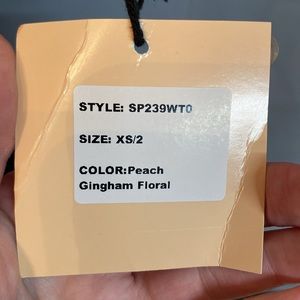 STYLE: SP239WT0
SIZE: XS/2
COLOR:Peach
Gingham Floral